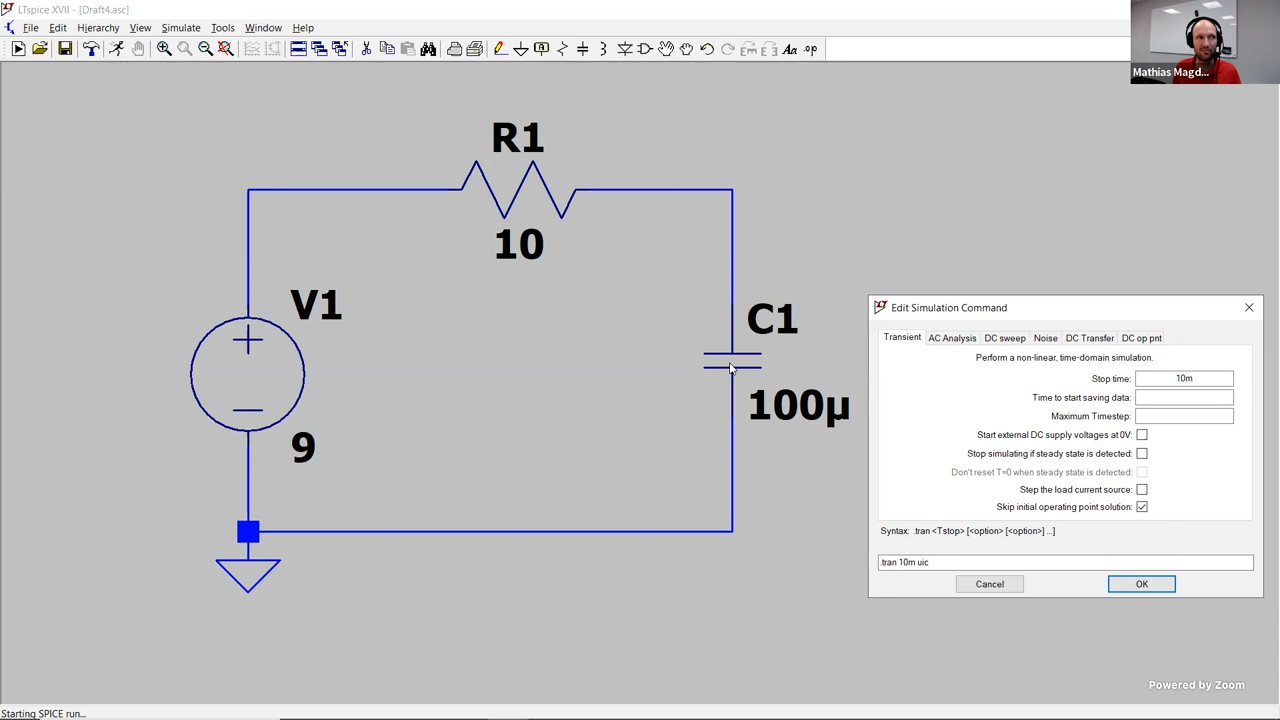 LTspice XVII - [Draft4.asc]
File Edit Hierarchy View Simulate Tools Window Help
Mathias Magd...
R1
10
V1
9
C1
100µ
Edit Simulation Command
Transient AC Analysis DC sweep Noise DC Transfer DC op pnt
Perform a non-linear, time-domain simulation.
Stop time: 10m
Time to start saving data:
Maximum Timestep:
Start external DC supply voltages at 0V:
Stop simulating if steady state is detected:
Don't reset T=0 when steady state is detected:
Step the load current source:
Skip initial operating point solution:
Syntax: .tran <Tstop> [<option> [<option>] ...]
.tran 10m uic
Cancel OK
Powered by Zoom
Starting SPICE run...